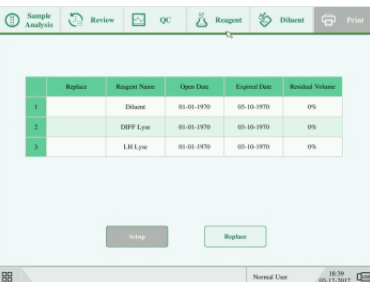 Sample Analysis Review QC Reagent Diluent Print
Replace Reagent Name Open Date Expired Date Residual Volume
1 Diluent 01-01-1970 03-10-1970 0%
2 DIFF Lyse 01-01-1970 03-10-1970 0%
3 LH Lyse 01-01-1970 03-10-1970 0%
Setup Replace
Normal User 18:39
03-12-2017